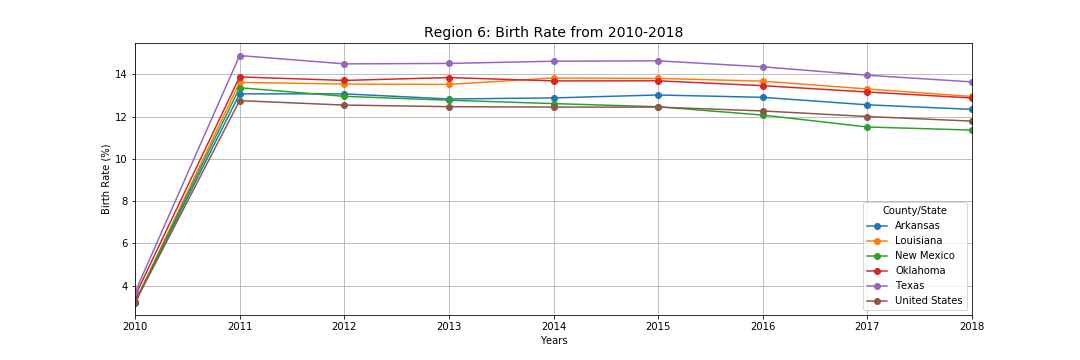 Region 6: Birth Rate from 2010-2018
Birth Rate (%)
14
12
10
8
6
4
2010 2011 2012 2013 2014 2015 2016 2017 2018
Years
County/State
Arkansas
Louisiana
New Mexico
Oklahoma
Texas
United States